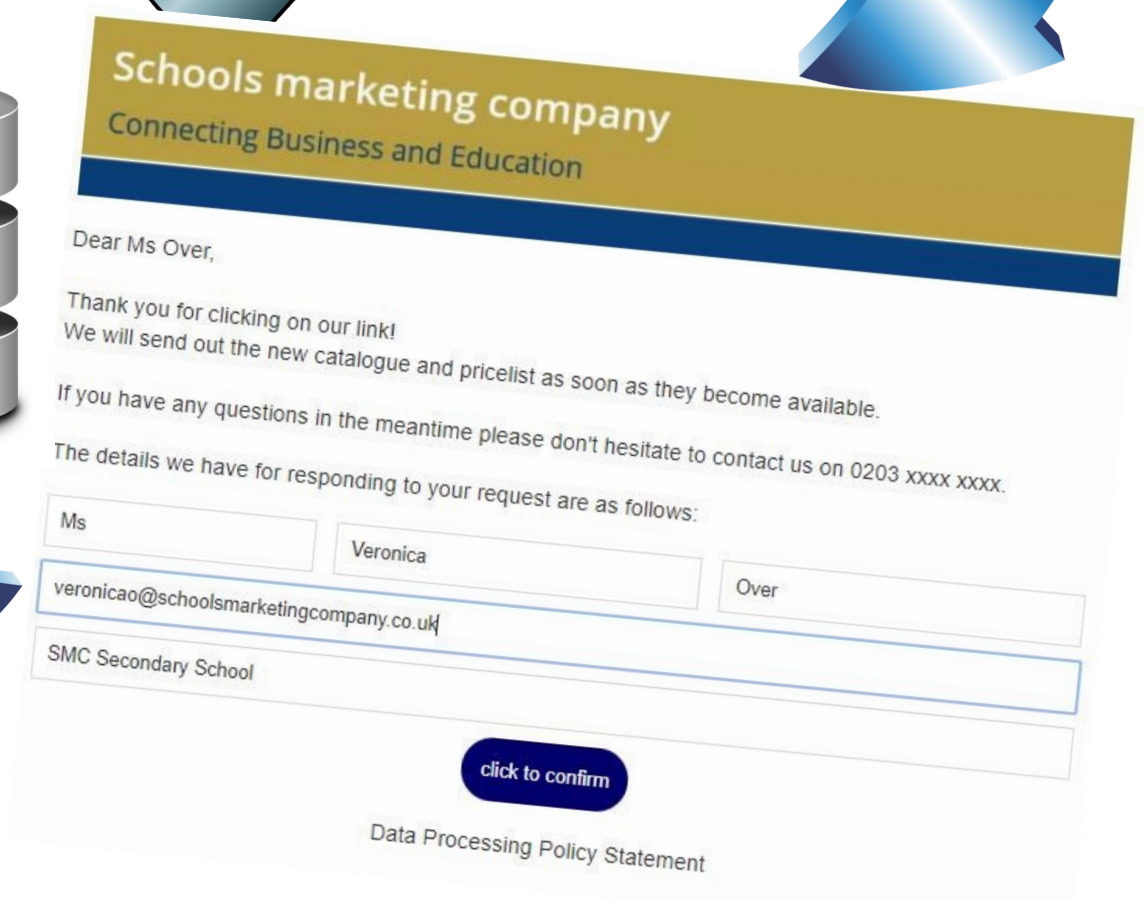 Schools marketing company
Connecting Business and Education
Dear Ms Over,
Thank you for clicking on our link!
We will send out the new catalogue and pricelist as soon as they become available.
If you have any questions in the meantime please don't hesitate to contact us on 0203 xxxx xxxx.
The details we have for responding to your request are as follows:
Ms
Veronica
Over
veronicao@schoolsmarketingcompany.co.uk
SMC Secondary School
click to confirm
Data Processing Policy Statement